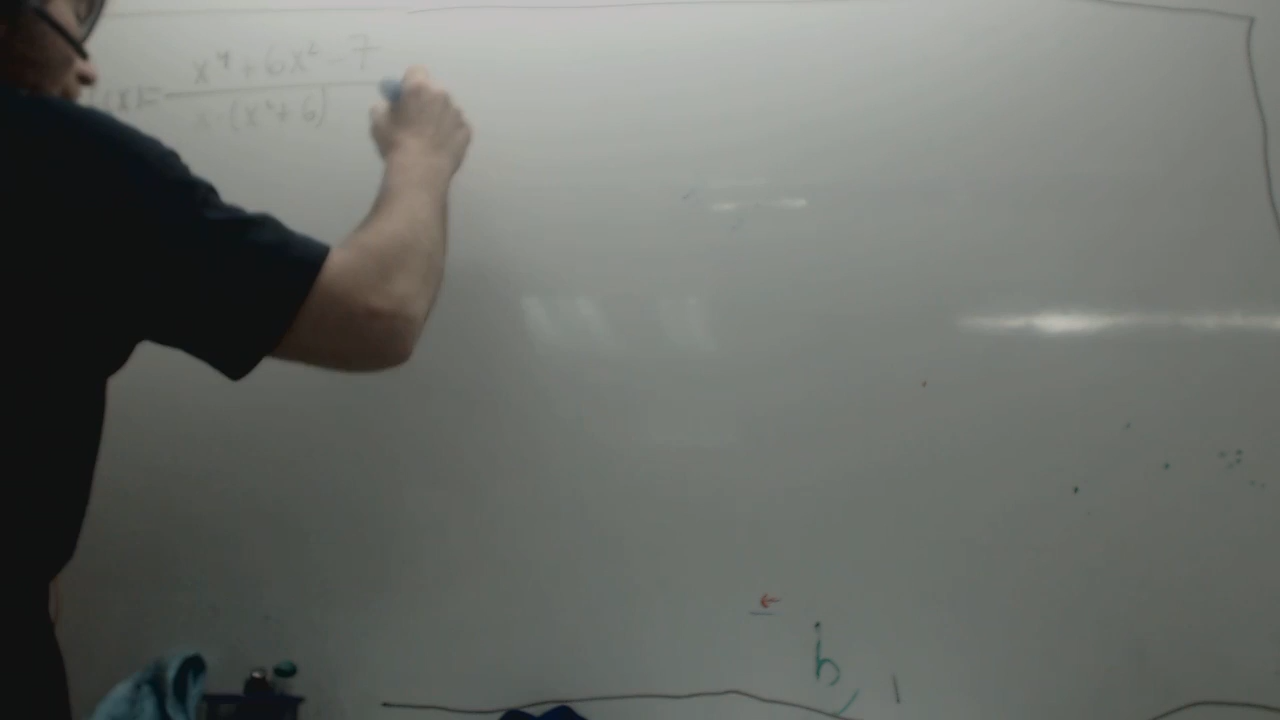 (x)=
x⁴+6x²-7
(x²+6)
b